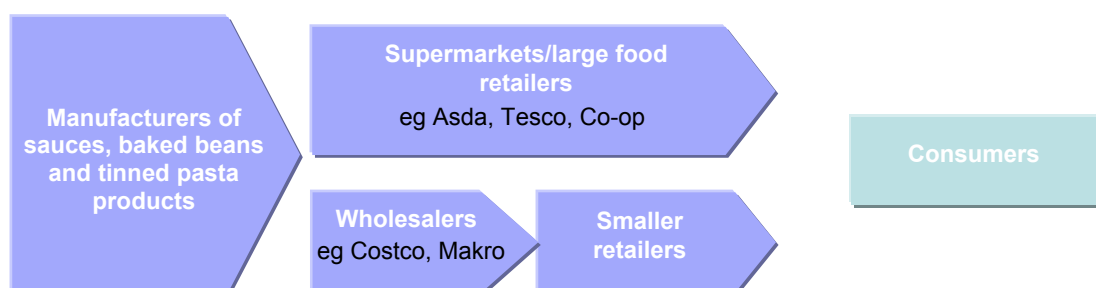 Manufacturers of
sauces, baked beans
and tinned pasta
products
Supermarkets/large food
retailers
eg Asda, Tesco, Co-op
Wholesalers
eg Costco, Makro
Smaller
retailers
Consumers